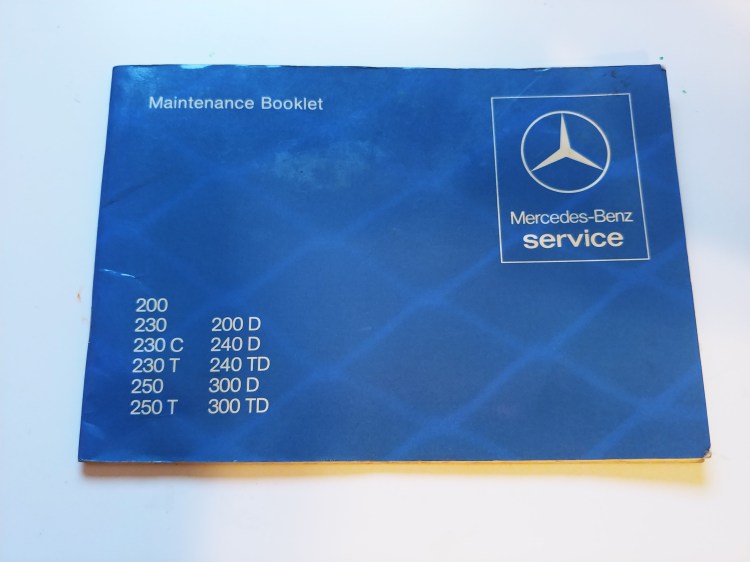 Maintenance Booklet
Mercedes-Benz
service
200
230
200 D
230 C
240 D
230 T
240 TD
250
300 D
250 T
300 TD